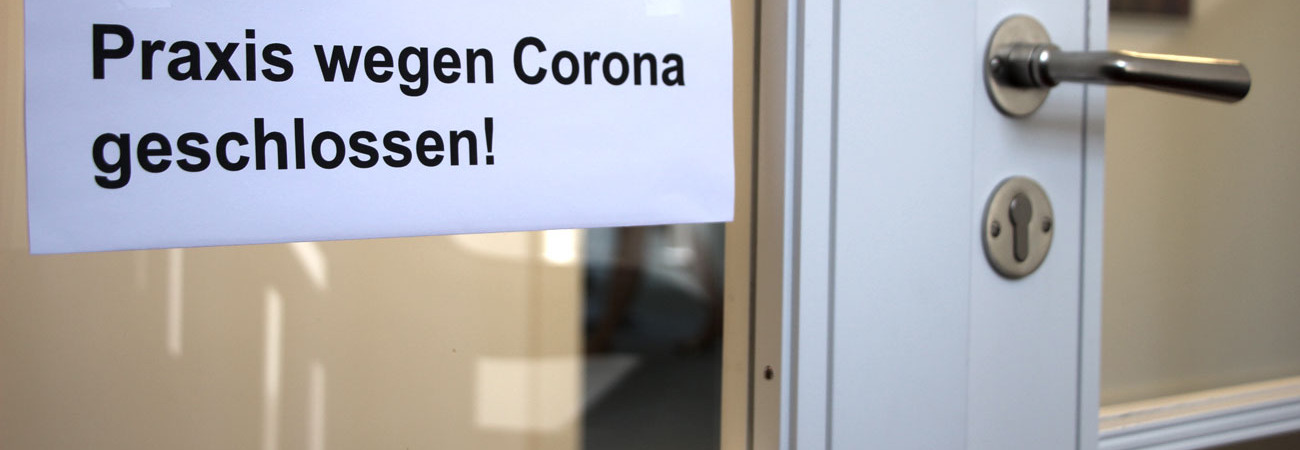 Praxis wegen Corona
geschlossen!